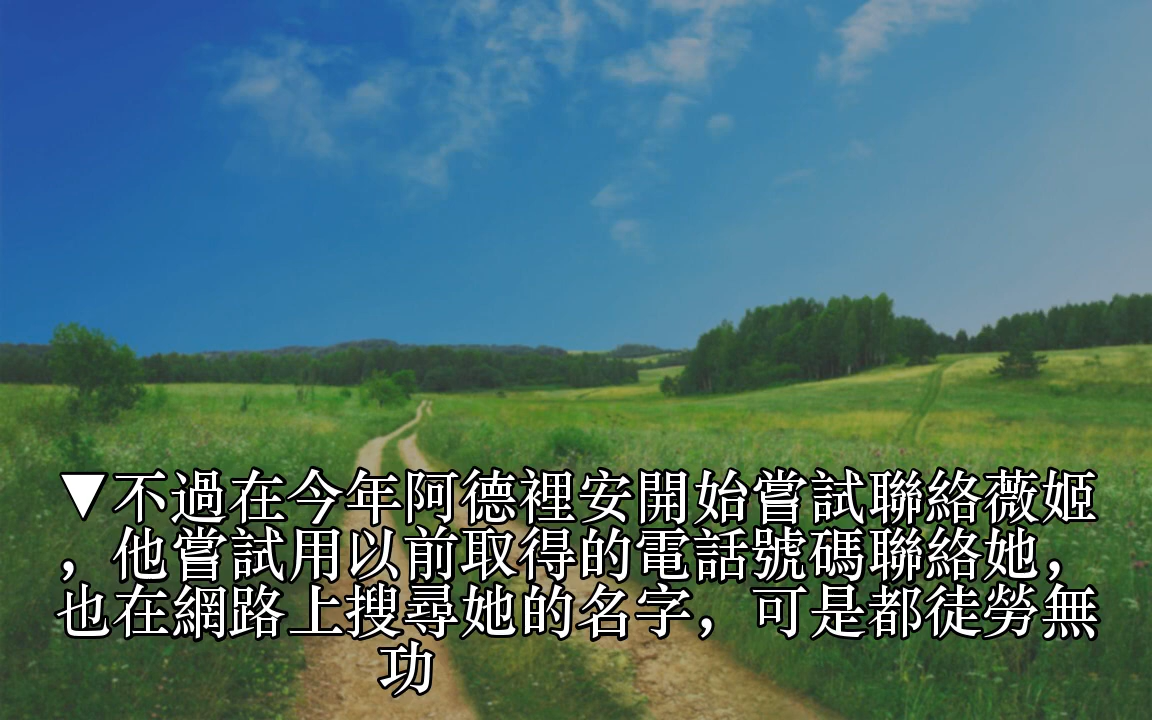 ▼不過在今年阿德裡安開始嘗試聯絡薇姬
，他嘗試用以前取得的電話號碼聯絡她，
也在網路上搜尋她的名字，可是都徒勞無
功